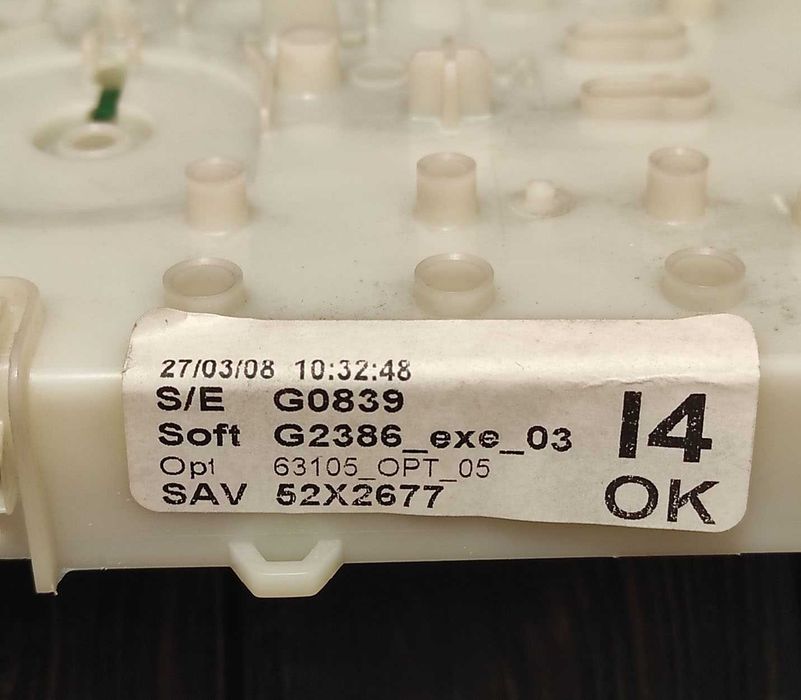 27/03/08 10:32:48
S/E G0839
Soft G2386_exe_03
Opt 63105_OPT_05
SAV 52X2677
I4
OK